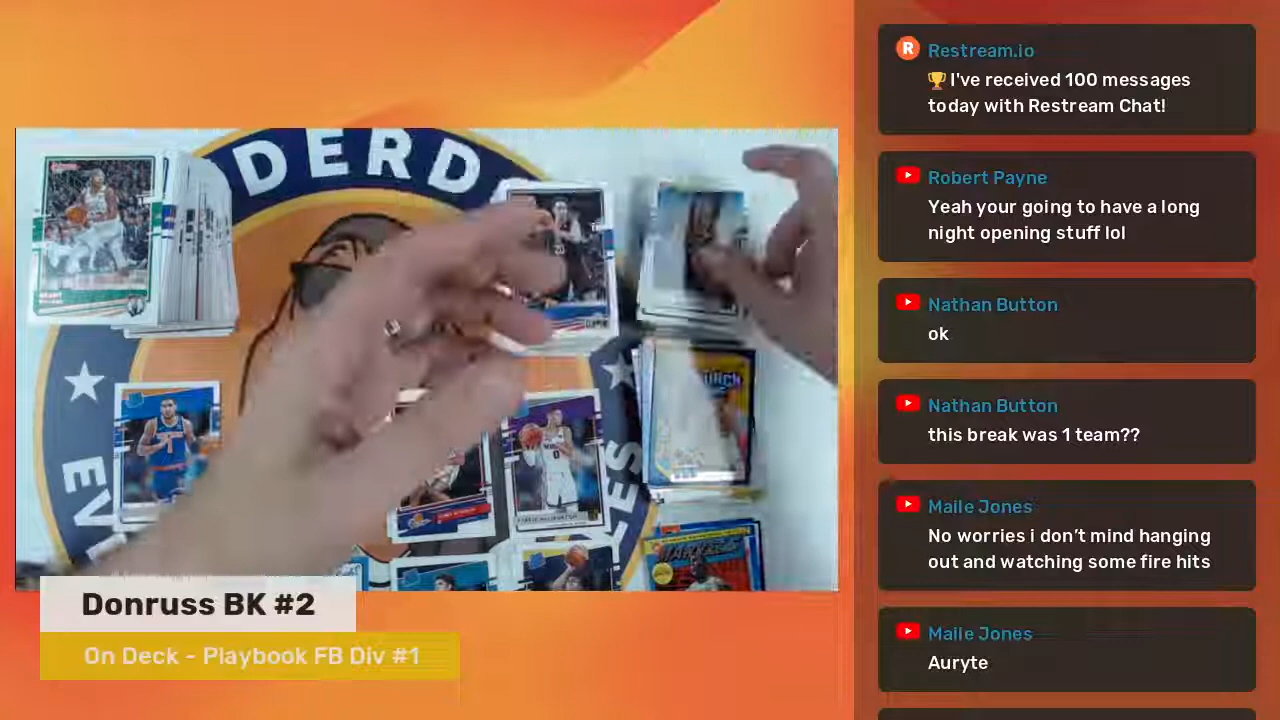 Restream.io
🏆 I've received 100 messages
today with Restream Chat!
Robert Payne
Yeah your going to have a long
night opening stuff lol
Nathan Button
ok
Nathan Button
this break was 1 team??
Maile Jones
No worries i don't mind hanging
out and watching some fire hits
Maile Jones
Auryte
DERD
EV
LES
Donruss BK #2
On Deck - Playbook FB Div #1